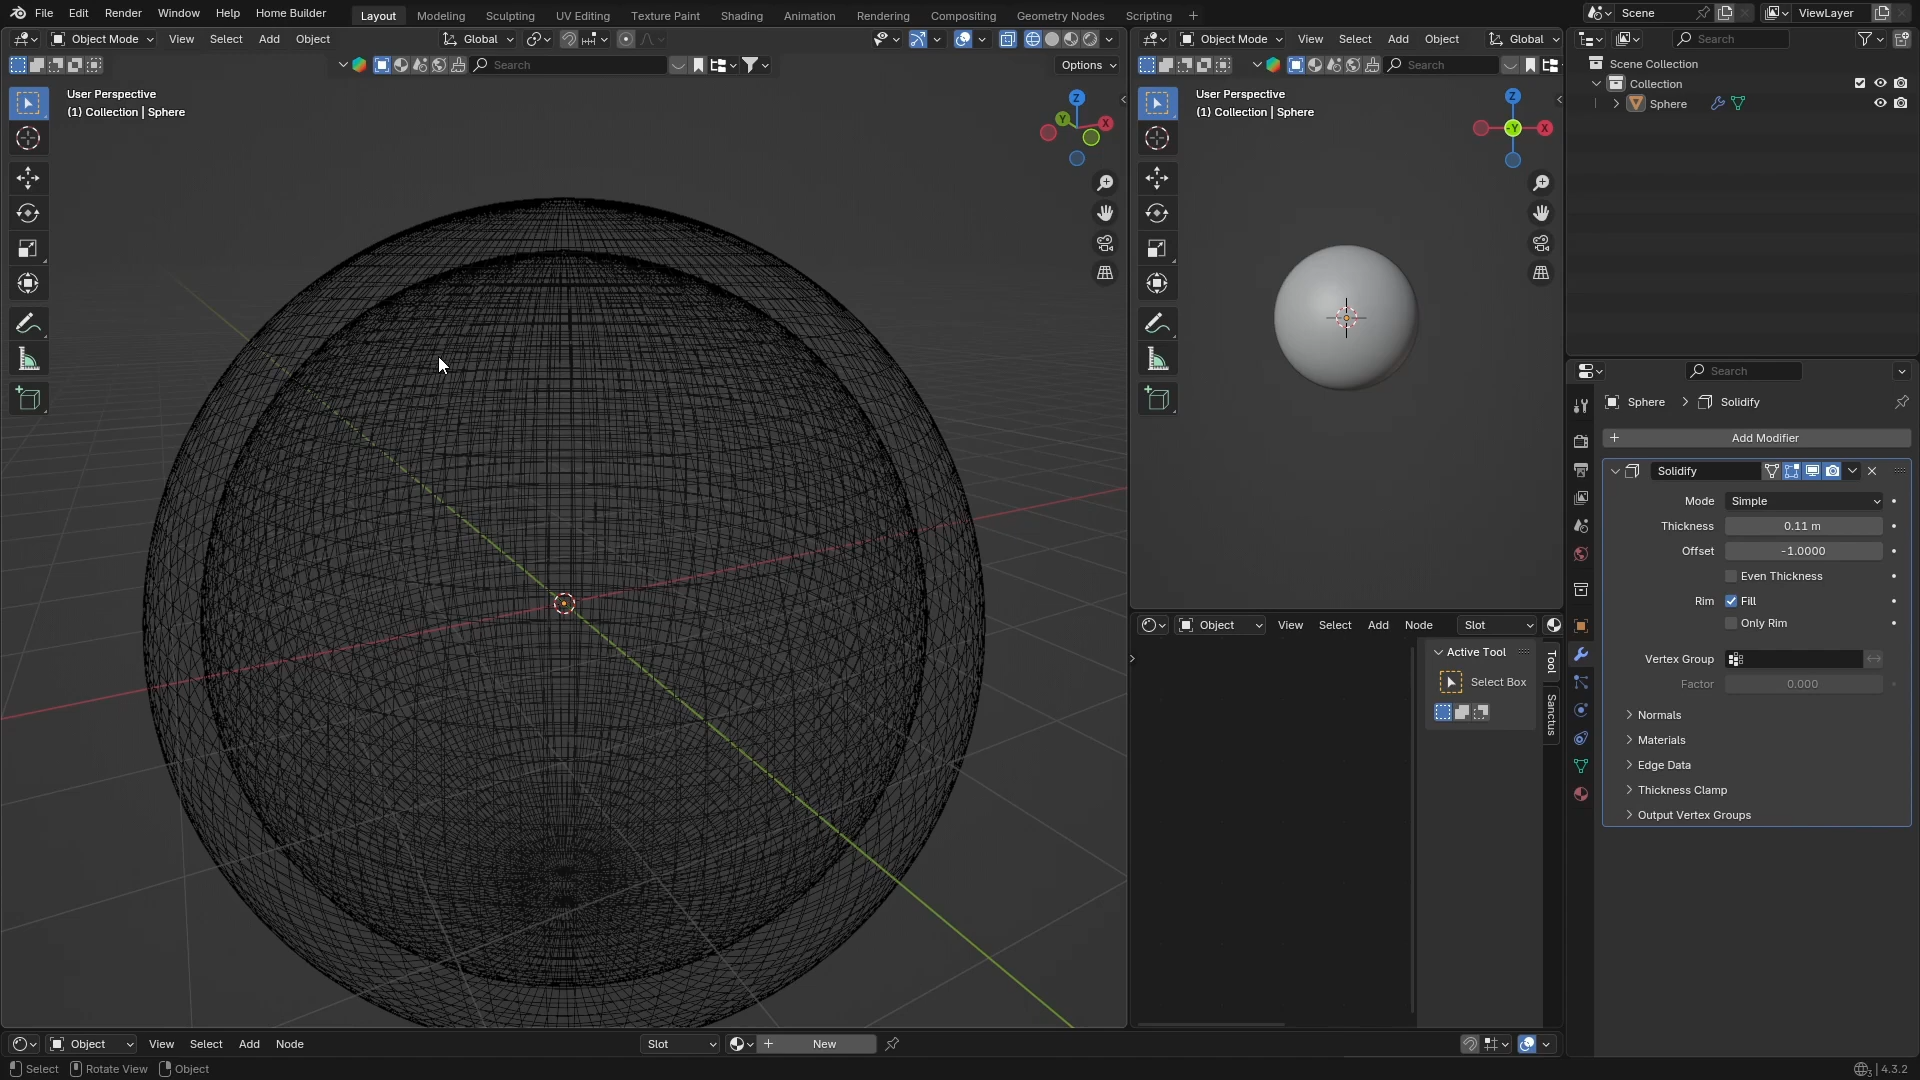 File Edit Render Window Help Home Builder Layout Modeling Sculpting UV Editing Texture Paint Shading Animation Rendering Compositing Geometry Nodes Scripting + Scene ViewLayer
Object Mode View Select Add Object Global Object Mode View Select Add Object Global Search
Search Options Search
User Perspective
(1) Collection | Sphere
Z
Y
X
User Perspective
(1) Collection | Sphere
Z
-Y
X
Scene Collection
Collection
Sphere
Search
Sphere > Solidify
+ Add Modifier
Solidify
Mode Simple
Thickness 0.11 m
Offset -1.0000
Even Thickness
Rim Fill
Only Rim
Vertex Group
Factor 0.000
Normals
Materials
Edge Data
Thickness Clamp
Output Vertex Groups
Object View Select Add Node Slot
Active Tool
Select Box
Tool
Sanctus
Object View Select Add Node Slot + New
Select Rotate View Object 3 4.3.2